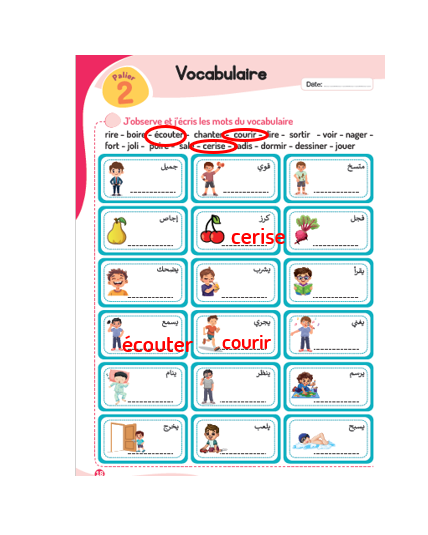 Palier
2
Vocabulaire
Date:
J'observe et j'écris les mots du vocabulaire
rire - boire - écouter - chanter - courir - lire - sortir - voir - nager -
fort - joli - poire - sale - cerise - radis - dormir - dessiner - jouer
جميل قوي متسخ
إجاص كرز فجل
cerise
يضحك يشرب يقرأ
يسمع يجري يغني
écouter courir
ينام ينظر يرسم
يخرج يلعب يسبح
18